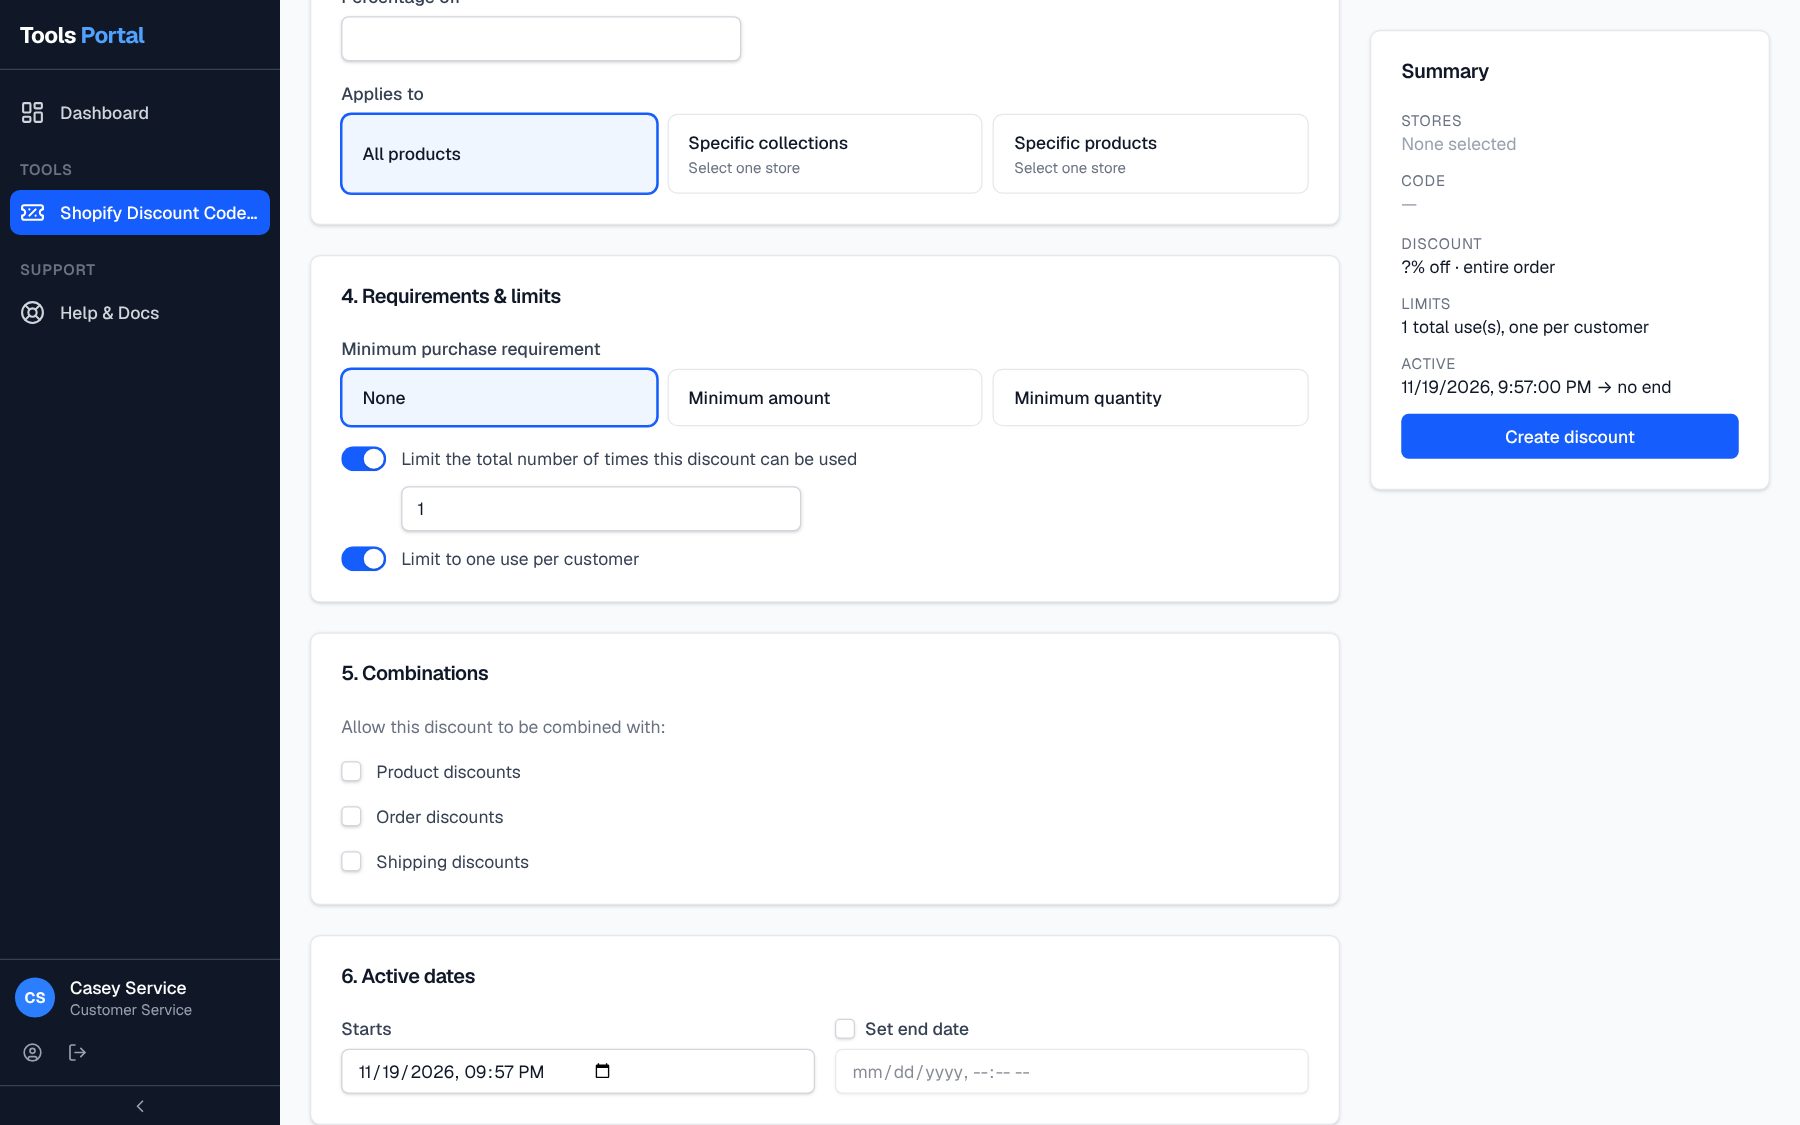 Tools Portal
Dashboard
TOOLS
Shopify Discount Code...
SUPPORT
Help & Docs
CS
Casey Service
Customer Service
Percentage off
Applies to
All products
Specific collections
Select one store
Specific products
Select one store
4. Requirements & limits
Minimum purchase requirement
None
Minimum amount
Minimum quantity
Limit the total number of times this discount can be used
1
Limit to one use per customer
5. Combinations
Allow this discount to be combined with:
Product discounts
Order discounts
Shipping discounts
6. Active dates
Starts
11/19/2026, 09:57 PM
Set end date
mm/dd/yyyy, --:-- --
Summary
STORES
None selected
CODE
—
DISCOUNT
?% off · entire order
LIMITS
1 total use(s), one per customer
ACTIVE
11/19/2026, 9:57:00 PM → no end
Create discount